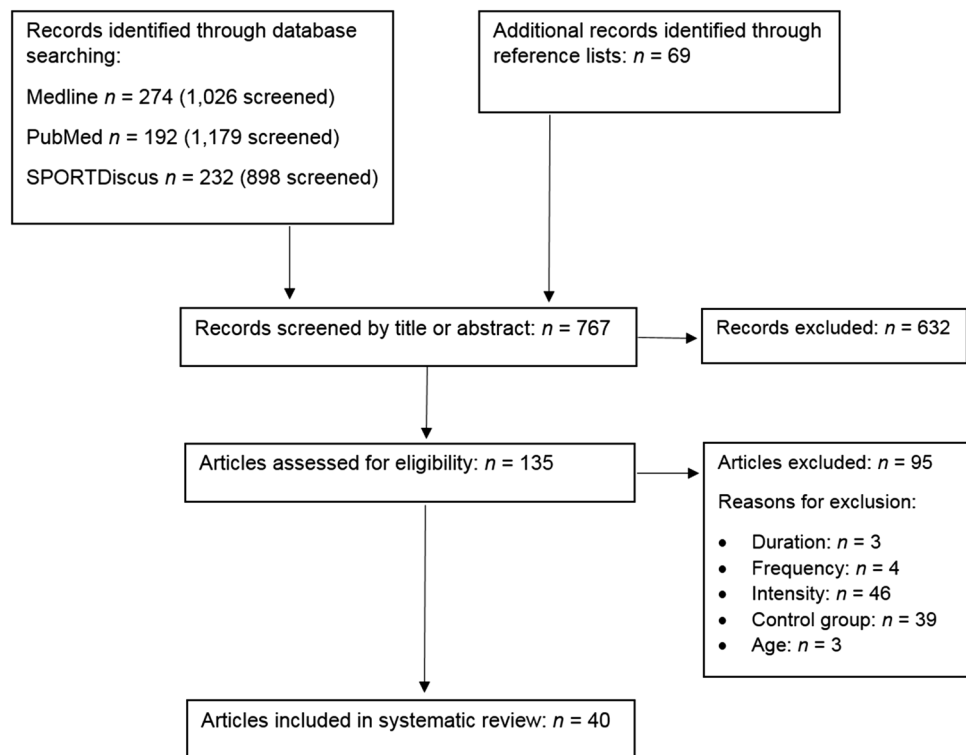 Records identified through database
searching:
Medline n = 274 (1,026 screened)
PubMed n = 192 (1,179 screened)
SPORTDiscus n = 232 (898 screened)
Additional records identified through
reference lists: n = 69
Records screened by title or abstract: n = 767
Records excluded: n = 632
Articles assessed for eligibility: n = 135
Articles excluded: n = 95
Reasons for exclusion:
• Duration: n = 3
• Frequency: n = 4
• Intensity: n = 46
• Control group: n = 39
• Age: n = 3
Articles included in systematic review: n = 40